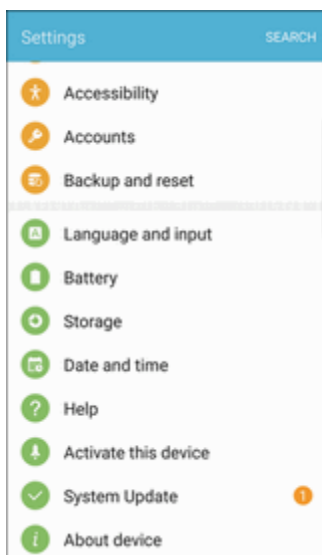 Settings
SEARCH
Accessibility
Accounts
Backup and reset
A
Language and input
Battery
Storage
Date and time
?
Help
Activate this device
System Update
1
i
About device